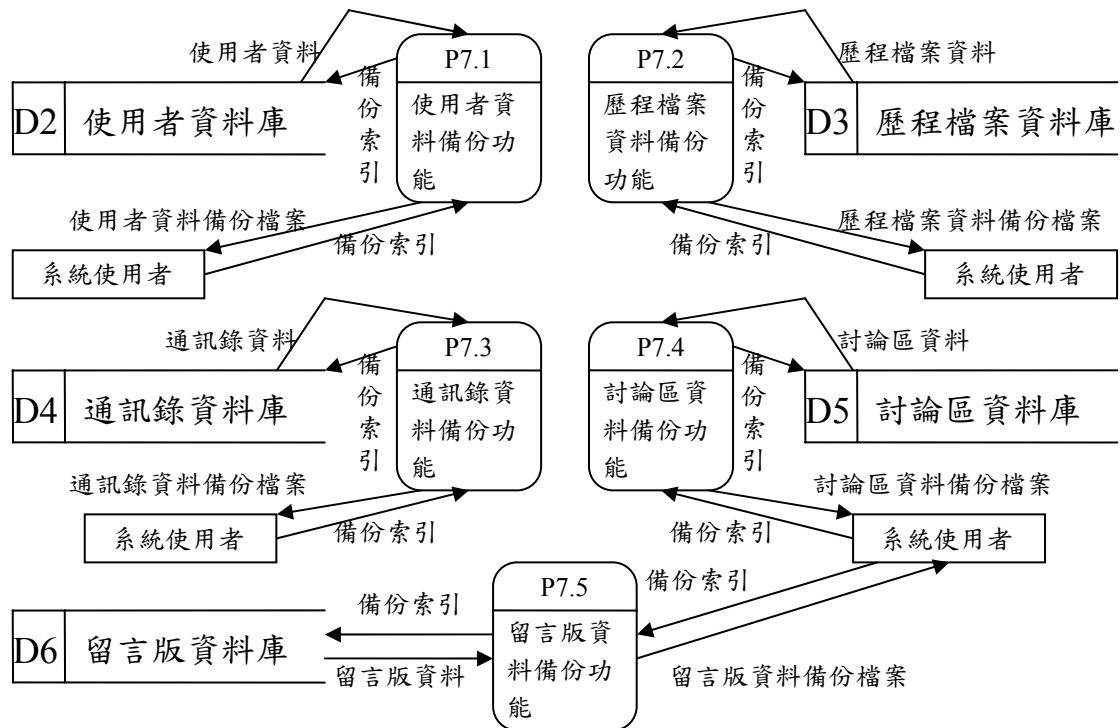 使用者資料
P7.1
使用者資
料備份功
能
備份索引
D2 使用者資料庫
使用者資料備份檔案
備份索引
系統使用者
P7.2
歷程檔案
資料備份
功能
歷程檔案資料
備份索引
D3 歷程檔案資料庫
歷程檔案資料備份檔案
備份索引
系統使用者
通訊錄資料
P7.3
通訊錄資
料備份功
能
備份索引
D4 通訊錄資料庫
通訊錄資料備份檔案
備份索引
系統使用者
P7.4
討論區資
料備份功
能
討論區資料
備份索引
D5 討論區資料庫
討論區資料備份檔案
備份索引
系統使用者
P7.5
留言版資
料備份功
能
備份索引
備份索引
D6 留言版資料庫
留言版資料
留言版資料備份檔案